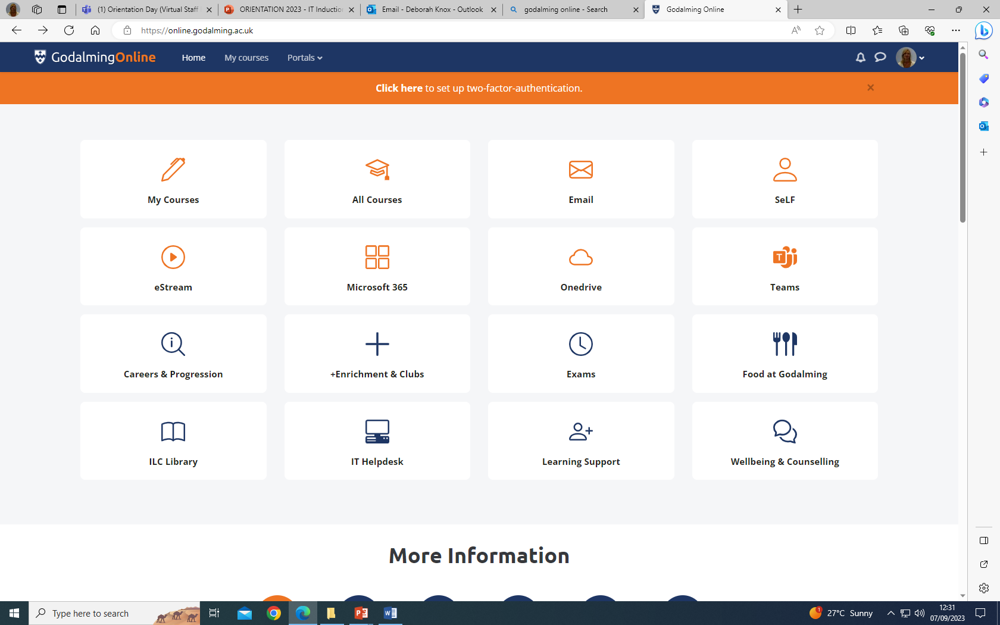 (1) Orientation Day (Virtual Staff
ORIENTATION 2023 - IT Induction
Email - Deborah Knox - Outlook
godalming online - Search
Godalming Online
https://online.godalming.ac.uk
GodalmingOnline
Home
My courses
Portals
Click here to set up two-factor-authentication.
My Courses
All Courses
Email
SeLF
eStream
Microsoft 365
Onedrive
Teams
Careers & Progression
+Enrichment & Clubs
Exams
Food at Godalming
ILC Library
IT Helpdesk
Learning Support
Wellbeing & Counselling
More Information
Type here to search
1
27°C Sunny
12:31
07/09/2023